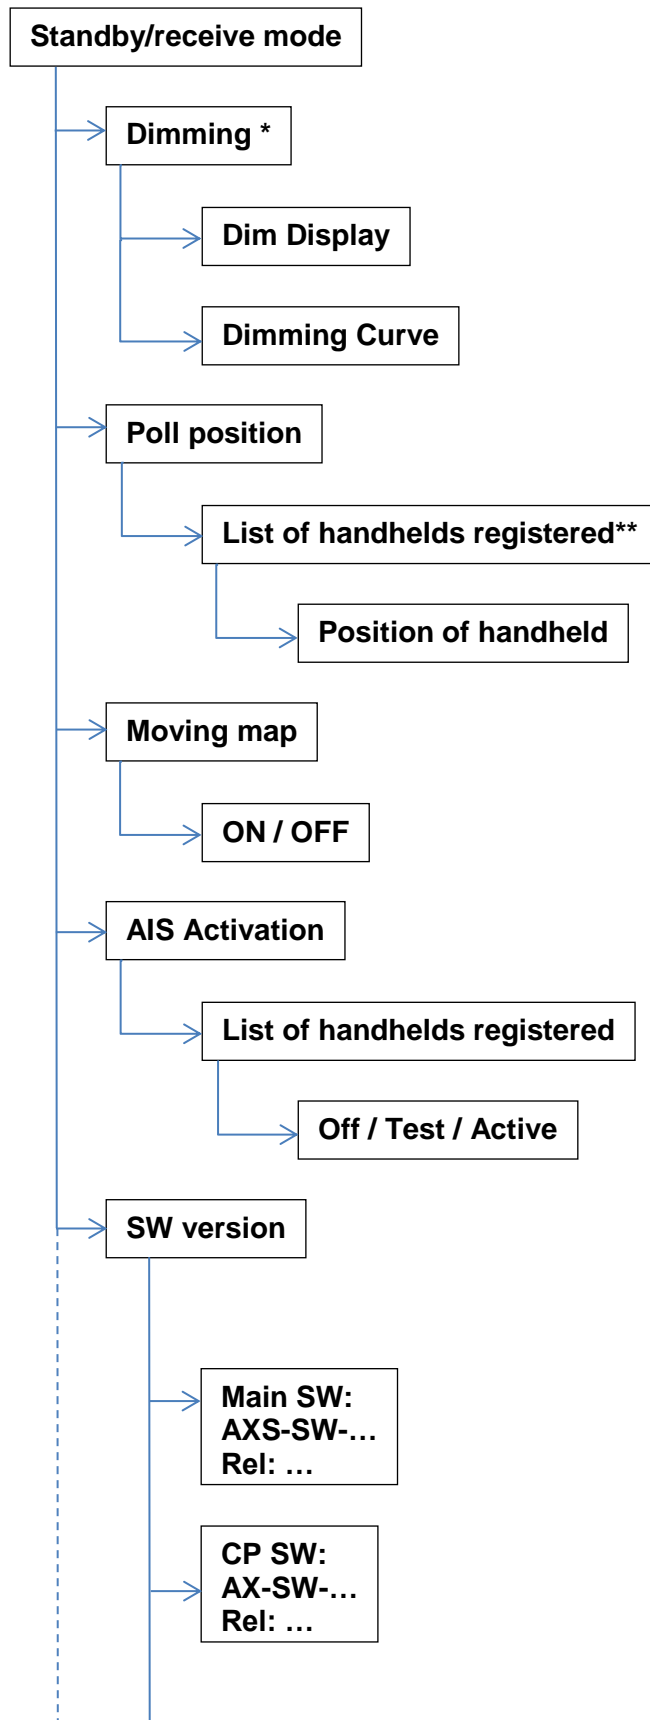 Standby/receive mode
Dimming *
Dim Display
Dimming Curve
Poll position
List of handhelds registered**
Position of handheld
Moving map
ON / OFF
AIS Activation
List of handhelds registered
Off / Test / Active
SW version
Main SW:
AXS-SW-…
Rel: …
CP SW:
AX-SW-…
Rel: …